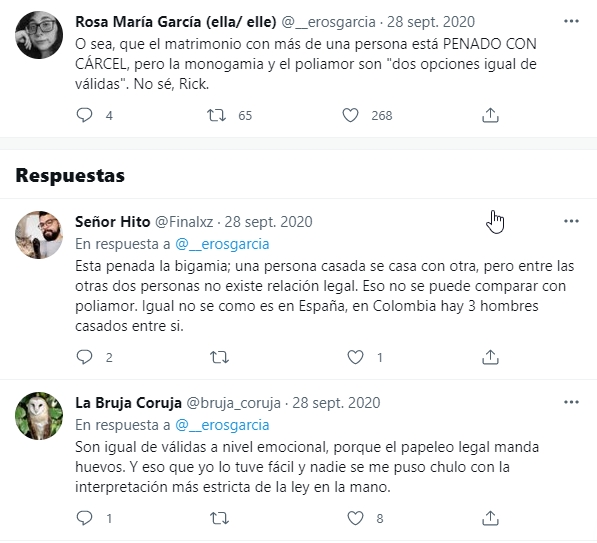 Rosa María García (ella/ elle) @__erosgarcia · 28 sept. 2020
O sea, que el matrimonio con más de una persona está PENADO CON
CÁRCEL, pero la monogamia y el poliamor son "dos opciones igual de
válidas". No sé, Rick.
4 65 268
Respuestas
Señor Hito @Finalxz · 28 sept. 2020
En respuesta a @__erosgarcia
Esta penada la bigamia; una persona casada se casa con otra, pero entre las
otras dos personas no existe relación legal. Eso no se puede comparar con
poliamor. Igual no se como es en España, en Colombia hay 3 hombres
casados entre si.
2 1
La Bruja Coruja @bruja_coruja · 28 sept. 2020
En respuesta a @__erosgarcia
Son igual de válidas a nivel emocional, porque el papeleo legal manda
huevos. Y eso que yo lo tuve fácil y nadie se me puso chulo con la
interpretación más estricta de la ley en la mano.
1 8